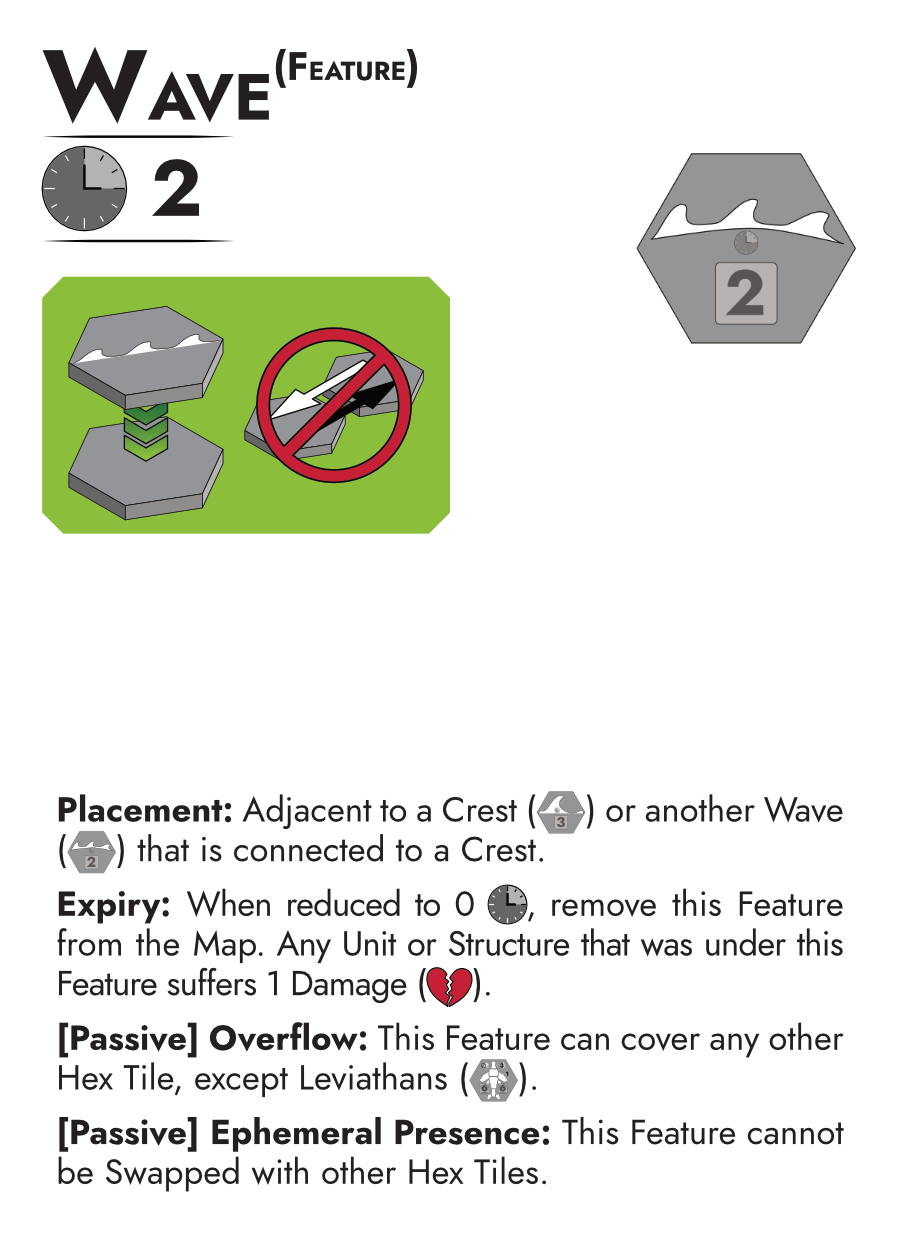 Wave (Feature)
2
2
Placement: Adjacent to a Crest (3) or another Wave
(2) that is connected to a Crest.
Expiry: When reduced to 0 , remove this Feature
from the Map. Any Unit or Structure that was under this
Feature suffers 1 Damage ( ).
[Passive] Overflow: This Feature can cover any other
Hex Tile, except Leviathans ( ).
[Passive] Ephemeral Presence: This Feature cannot
be Swapped with other Hex Tiles.